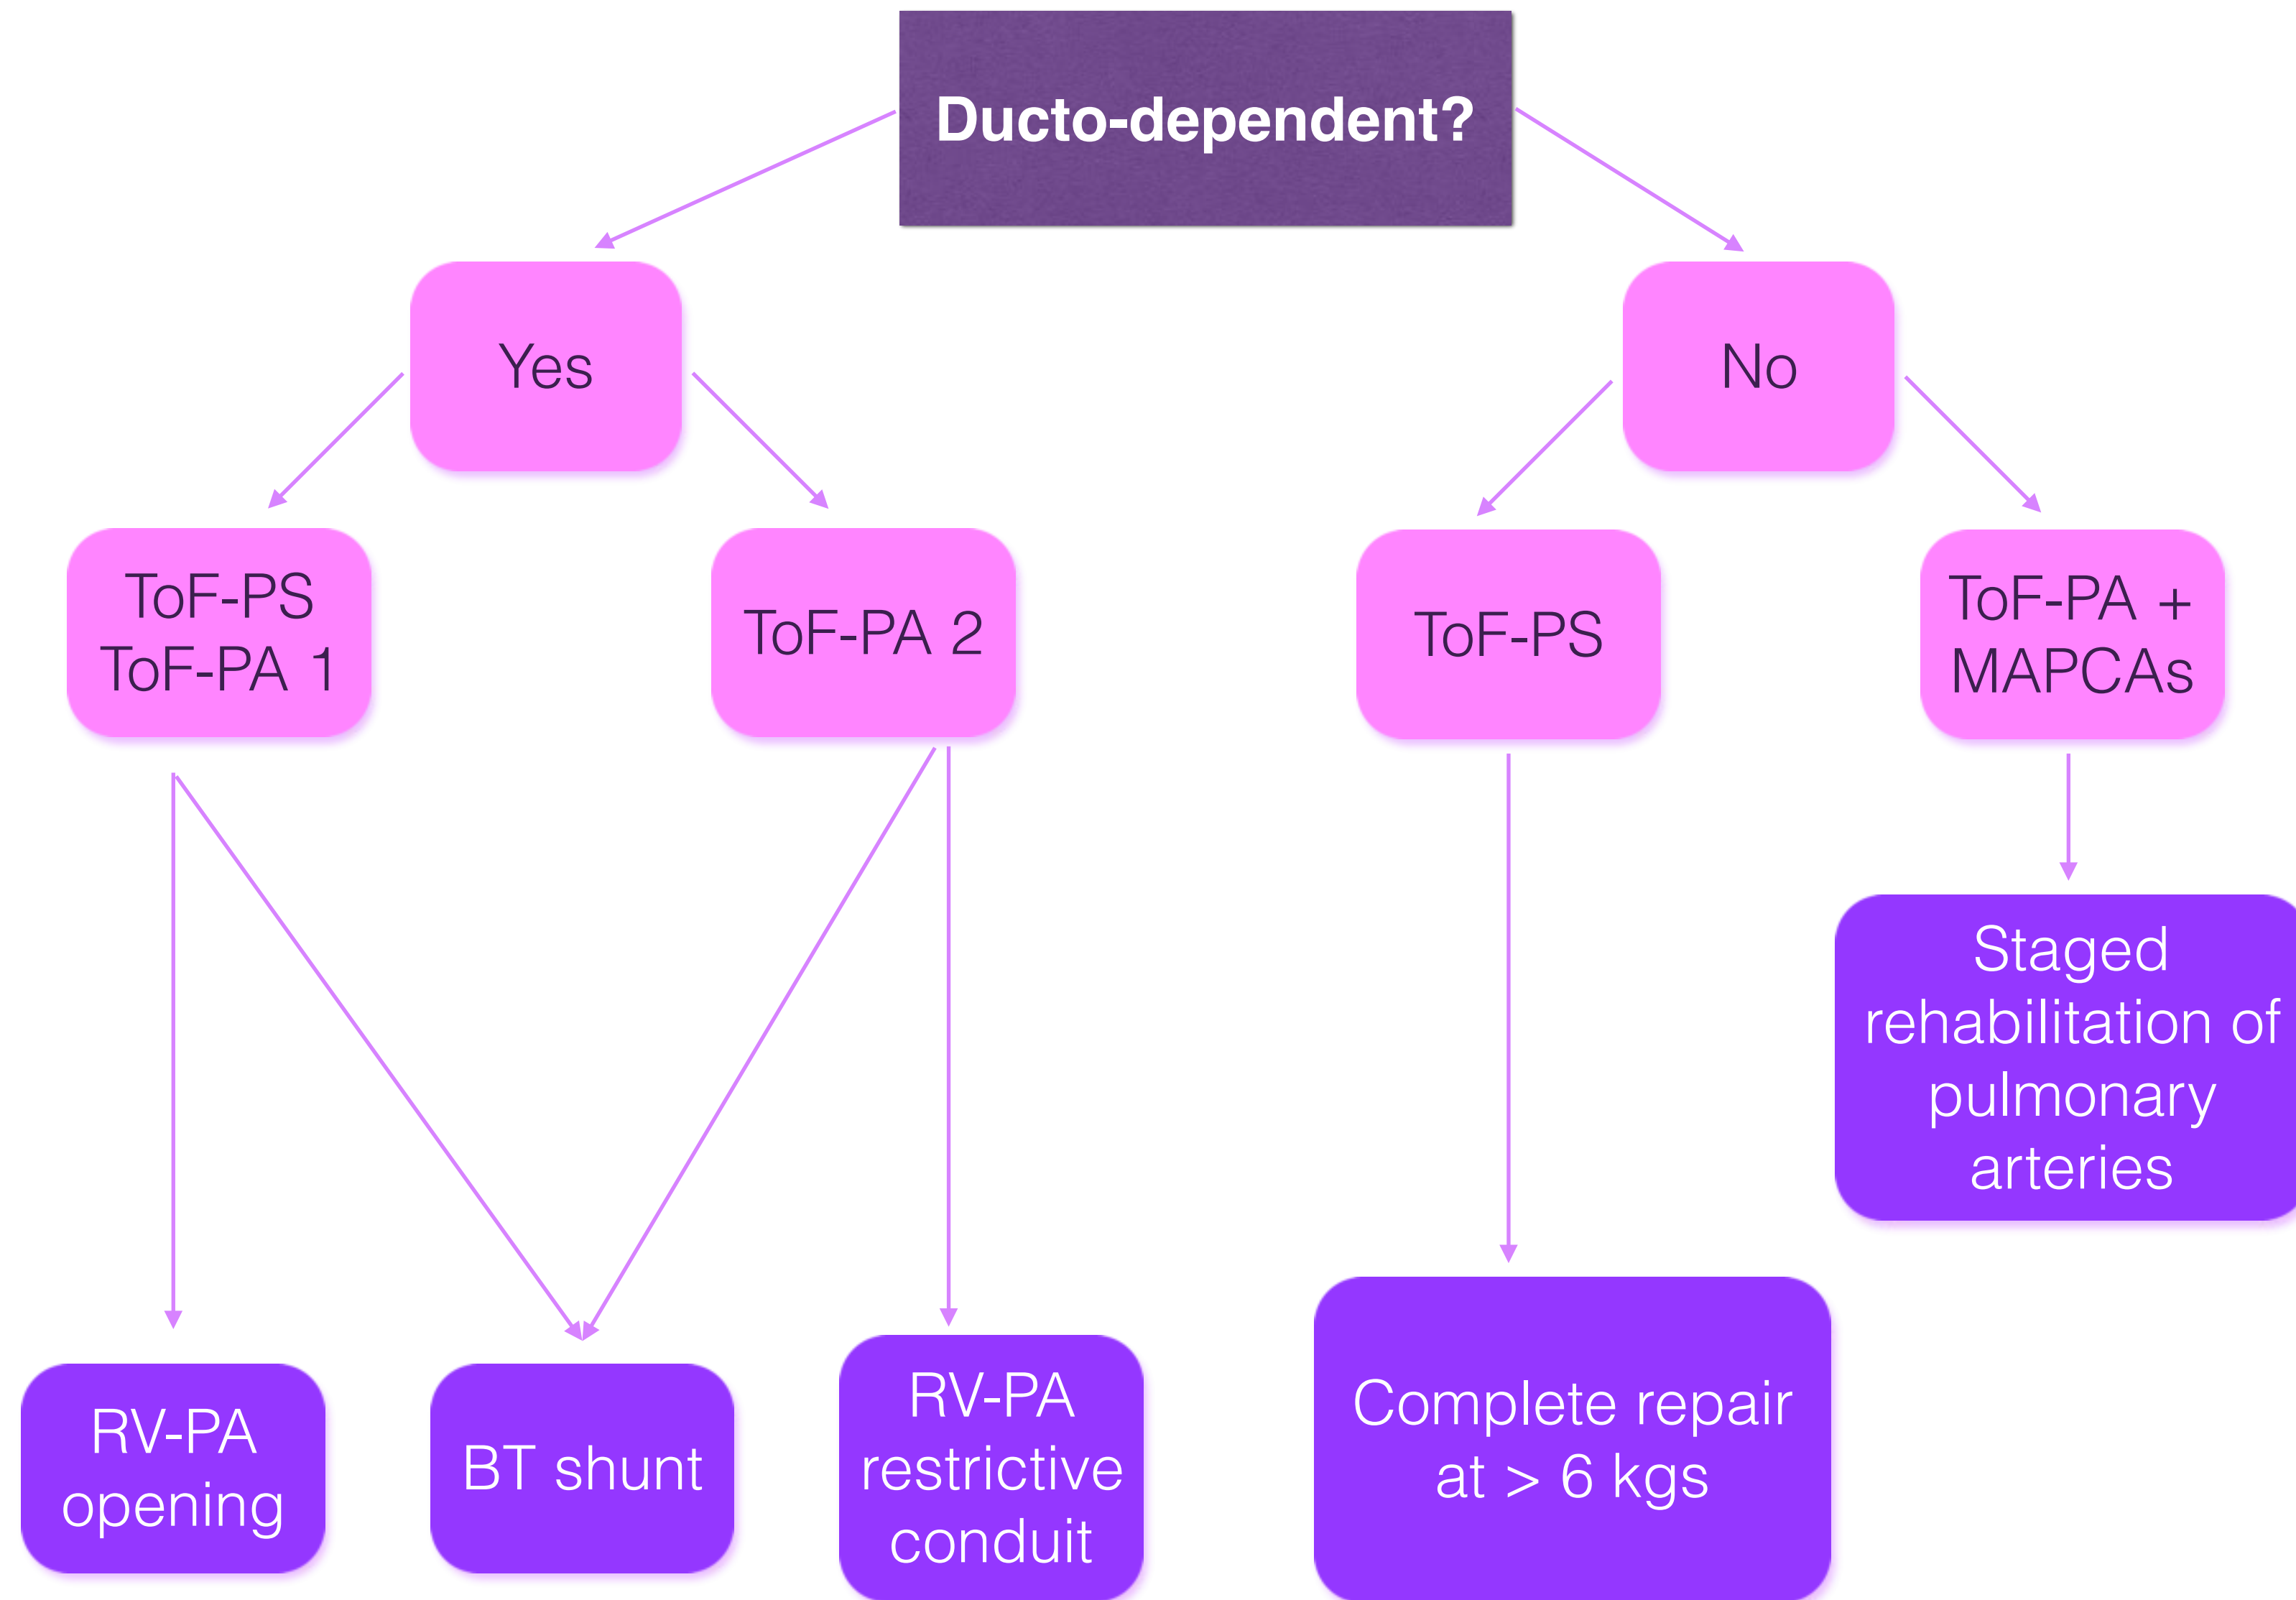 Ducto-dependent?
Yes
No
ToF-PS
ToF-PA 1
ToF-PA 2
ToF-PS
ToF-PA +
MAPCAs
Staged
rehabilitation of
pulmonary
arteries
RV-PA
opening
BT shunt
RV-PA
restrictive
conduit
Complete repair
at > 6 kgs